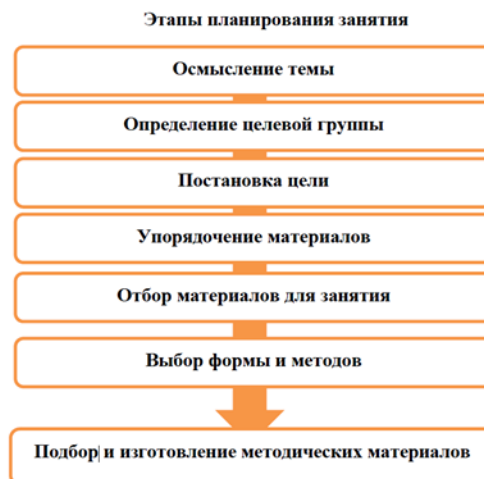 Этапы планирования занятия
Осмысление темы
Определение целевой группы
Постановка цели
Упорядочение материалов
Отбор материалов для занятия
Выбор формы и методов
Подбор и изготовление методических материалов